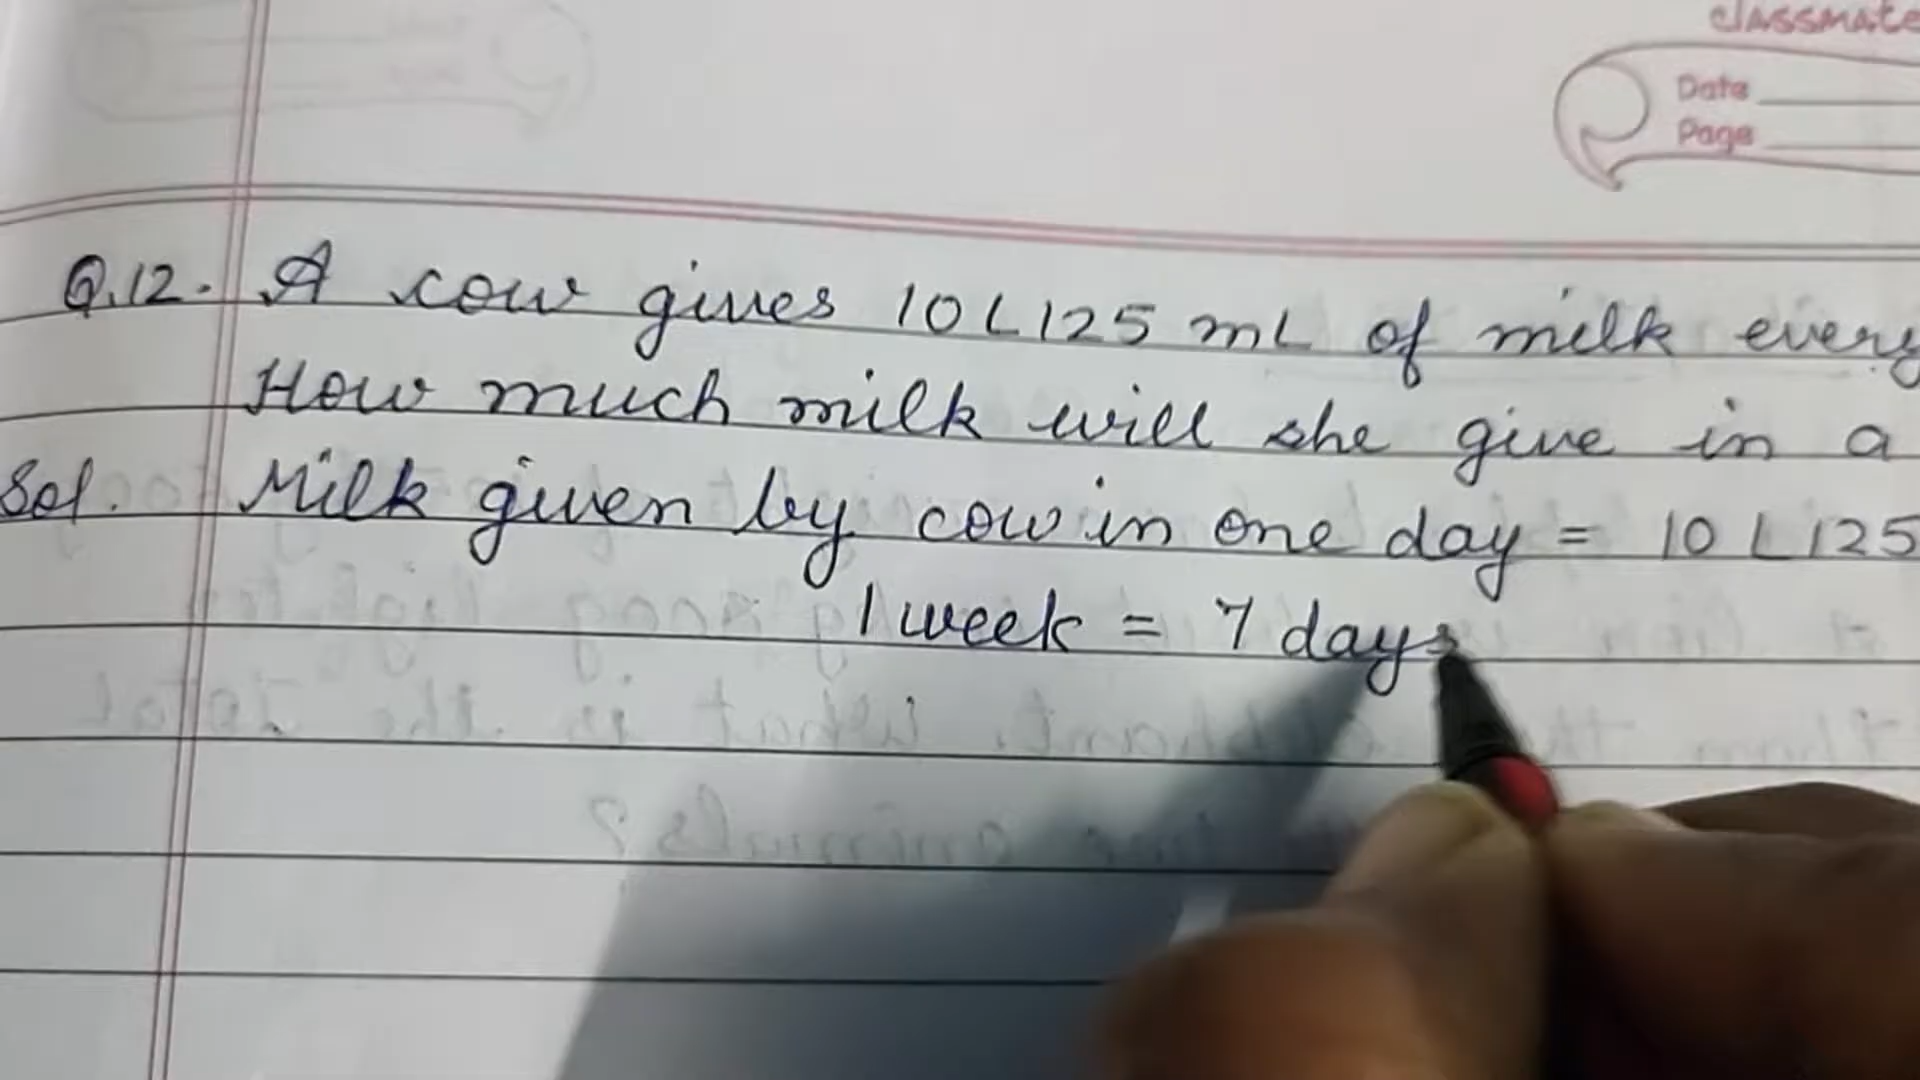 classmate
Date
Page
Q.12. A cow gives 10 L 125 mL of milk every
How much milk will she give in a
Sol. Milk given by cow in one day = 10 L 125
1 week = 7 days